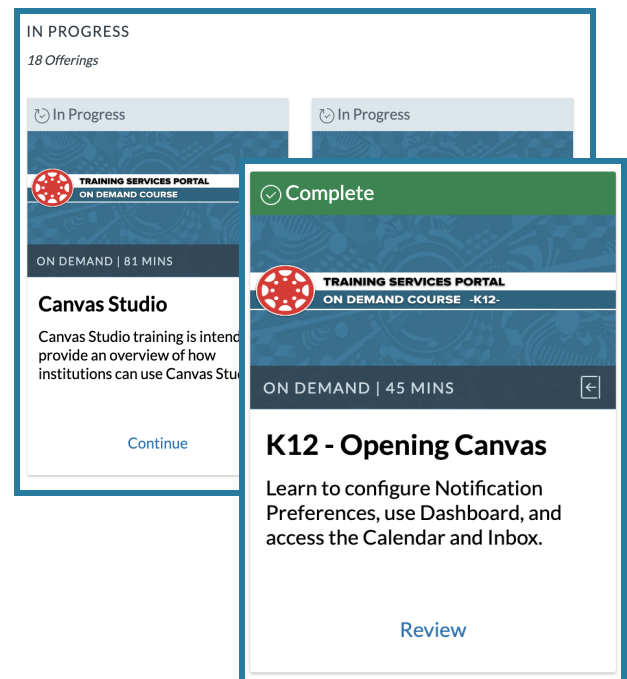 IN PROGRESS
18 Offerings
In Progress
In Progress
TRAINING SERVICES PORTAL
ON DEMAND COURSE
ON DEMAND | 81 MINS
Canvas Studio
Canvas Studio training is
provide an overview of how
institutions can use Canvas
Continue
Complete
TRAINING SERVICES PORTAL
ON DEMAND COURSE -K12-
ON DEMAND | 45 MINS
K12 - Opening Canvas
Learn to configure Notification
Preferences, use Dashboard, and
access the Calendar and Inbox.
Review